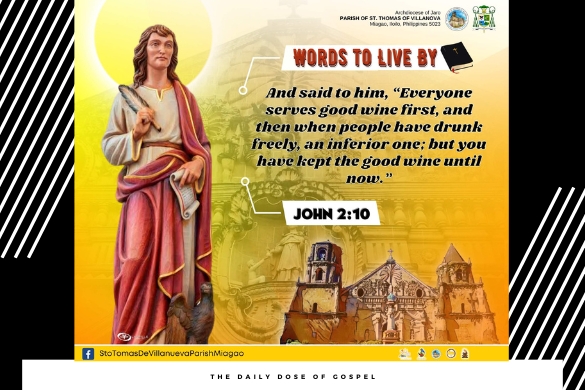 Archdiocese of Jaro
PARISH OF ST. THOMAS OF VILLANOVA
Miagao, Iloilo, Philippines 5023
WORDS TO LIVE BY
And said to him, “Everyone
serves good wine first, and
then when people have drunk
freely, an inferior one; but you
have kept the good wine until
now.”
JOHN 2:10
StoTomasDeVillanuevaParishMiagao
THE DAILY DOSE OF GOSPEL